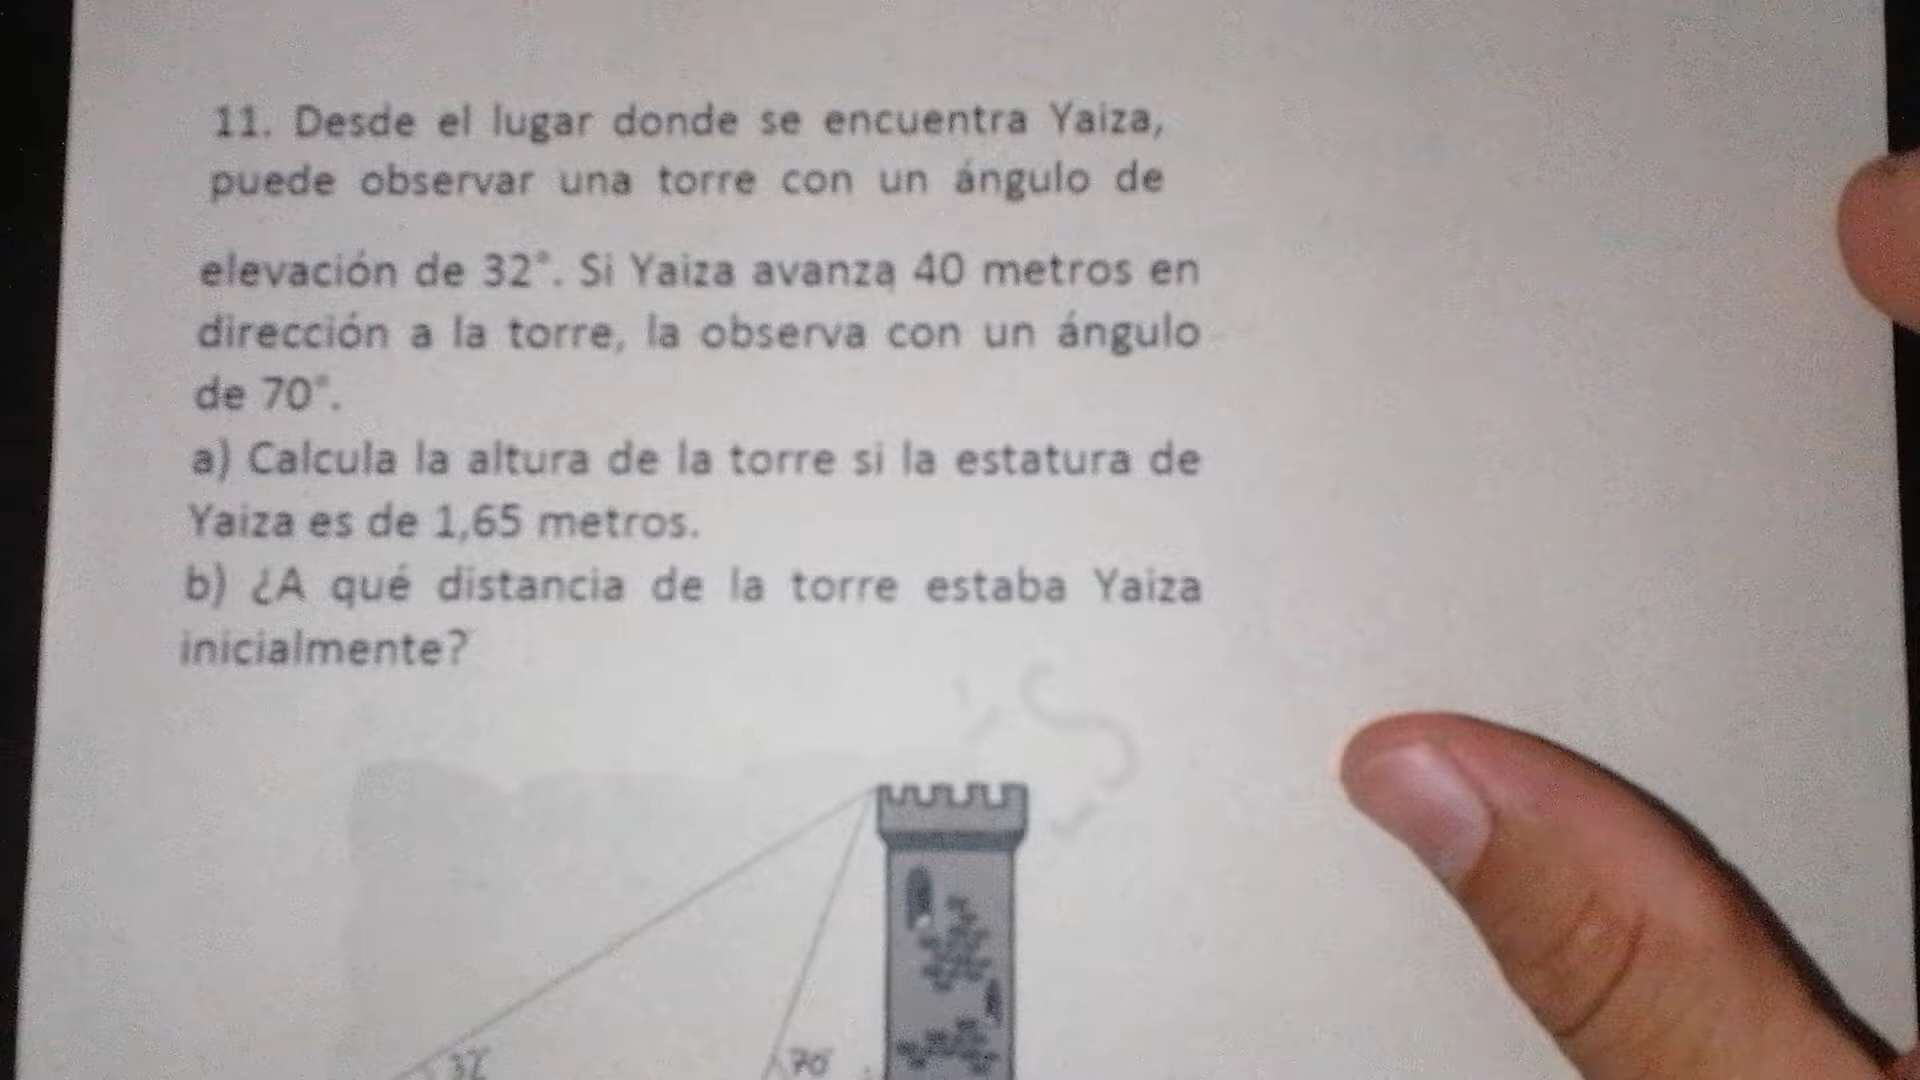 11. Desde el lugar donde se encuentra Yaiza,
puede observar una torre con un ángulo de
elevación de 32°. Si Yaiza avanza 40 metros en
dirección a la torre, la observa con un ángulo
de 70°.
a) Calcula la altura de la torre si la estatura de
Yaiza es de 1,65 metros.
b) ¿A qué distancia de la torre estaba Yaiza
inicialmente?
32° 70°